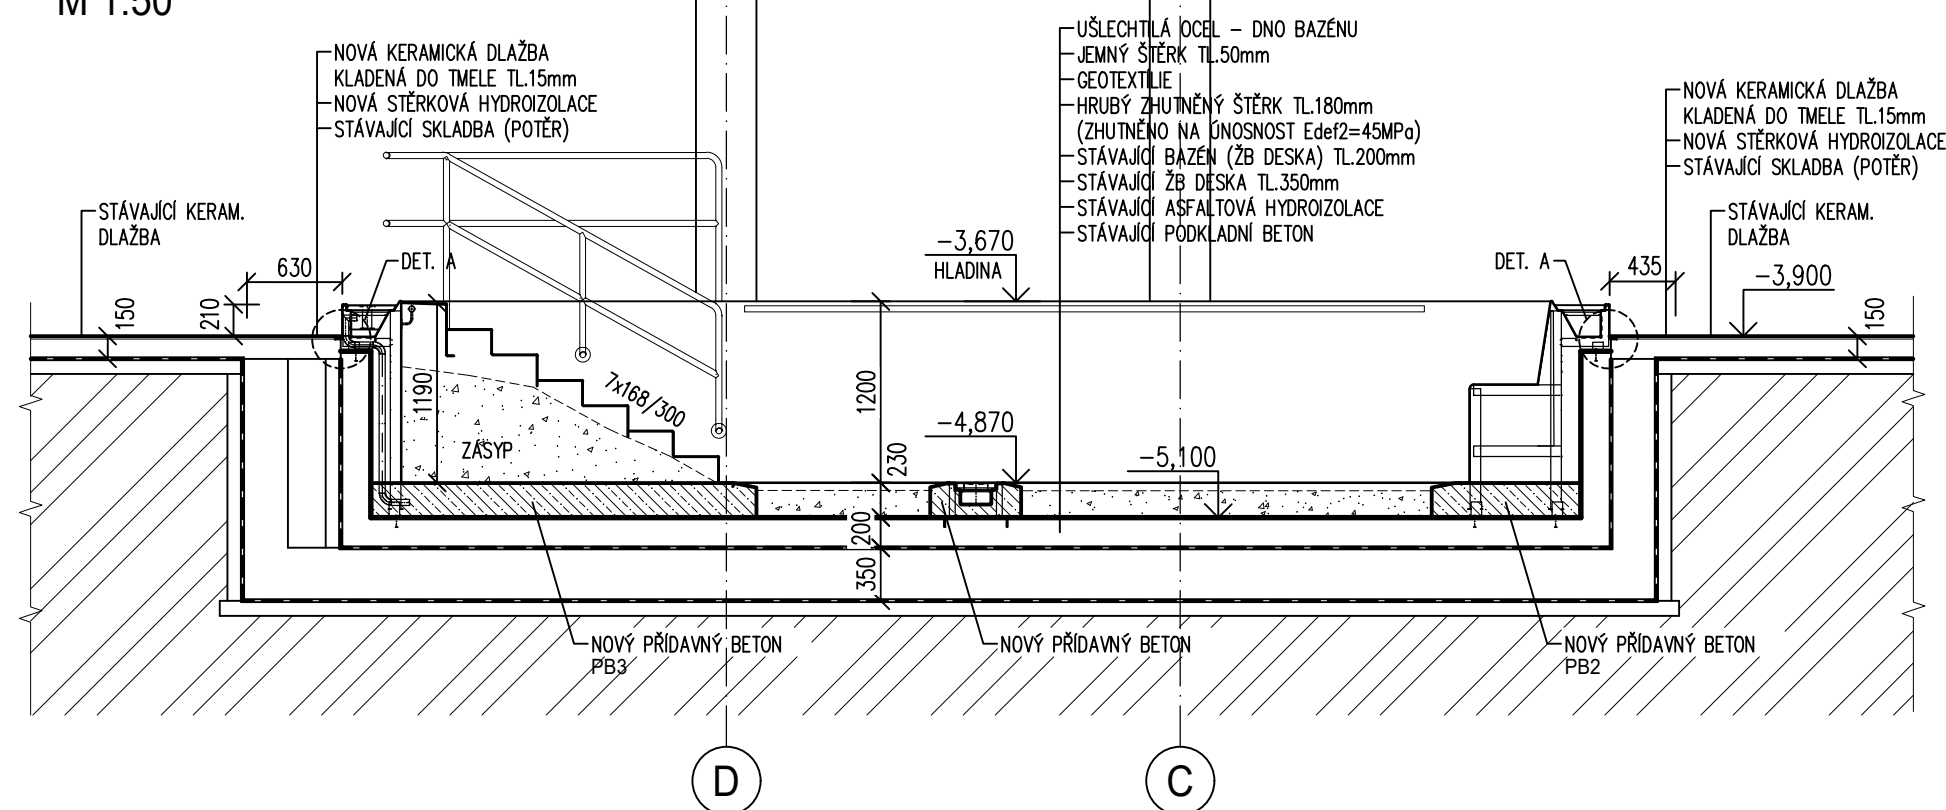 M 1:50
NOVÁ KERAMICKÁ DLAŽBA
KLADENÁ DO TMELE TL.15mm
NOVÁ STĚRKOVÁ HYDROIZOLACE
STÁVAJÍCÍ SKLADBA (POTĚR)
UŠLECHTILÁ OCEL – DNO BAZÉNU
JEMNÝ ŠTĚRK TL.50mm
GEOTEXTÍLIE
HRUBÝ ZHUTNĚNÝ ŠTĚRK TL.180mm
(ZHUTNĚNO NA ÚNOSNOST Edef2=45MPa)
STÁVAJÍCÍ BAZÉN (ŽB DESKA) TL.200mm
STÁVAJÍCÍ ŽB DESKA TL.350mm
STÁVAJÍCÍ ASFALTOVÁ HYDROIZOLACE
STÁVAJÍCÍ PODKLADNÍ BETON
NOVÁ KERAMICKÁ DLAŽBA
KLADENÁ DO TMELE TL.15mm
NOVÁ STĚRKOVÁ HYDROIZOLACE
STÁVAJÍCÍ SKLADBA (POTĚR)
STÁVAJÍCÍ KERAM.
DLAŽBA
STÁVAJÍCÍ KERAM.
DLAŽBA
630
DET. A
–3,670
HLADINA
DET. A
435
–3,900
150
210
150
1190
7x168/300
1200
–4,870
ZÁSYP
230
–5,100
200
350
NOVÝ PŘÍDAVNÝ BETON
PB3
NOVÝ PŘÍDAVNÝ BETON
NOVÝ PŘÍDAVNÝ BETON
PB2
D
C